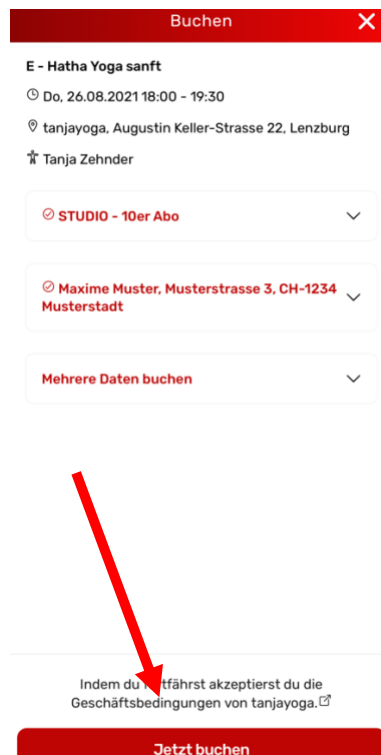 Buchen
E - Hatha Yoga sanft
Do, 26.08.2021 18:00 - 19:30
tanjayoga, Augustin Keller-Strasse 22, Lenzburg
Tanja Zehnder
STUDIO - 10er Abo
Maxime Muster, Musterstrasse 3, CH-1234
Musterstadt
Mehrere Daten buchen
Indem du fortfährst akzeptierst du die
Geschäftsbedingungen von tanjayoga.
Jetzt buchen